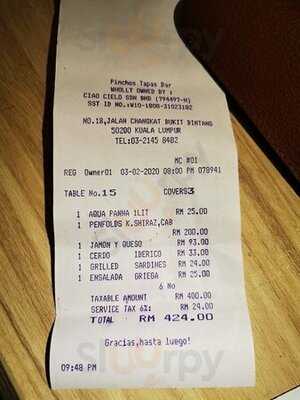 Pinchos Tapas Bar
WHOLLY OWNED BY :
CIAO CIELO SDN BHD (794497-H)
SST ID NO.:W10-1808-31023182
NO.18,JALAN CHANGKAT BUKIT BINTANG
50200 KUALA LUMPUR
TEL:03-2145 8482
MC #01
REG Owner01 03-02-2020 08:00 PM 078941
TABLE No.15 COVERS3
1 AQUA PANNA 1LIT RM 25.00
1 PENFOLDS K.SHIRAZ,CAB
RM 200.00
1 JAMON Y QUESO RM 93.00
1 CERDO IBERICO RM 33.00
1 GRILLED SARDINES RM 24.00
1 ENSALADA GRIEGA RM 25.00
6 No
TAXABLE AMOUNT RM 400.00
SERVICE TAX 6%: RM 24.00
TOTAL RM 424.00
Gracias,hasta luego!
09:48 PM
sluurpy